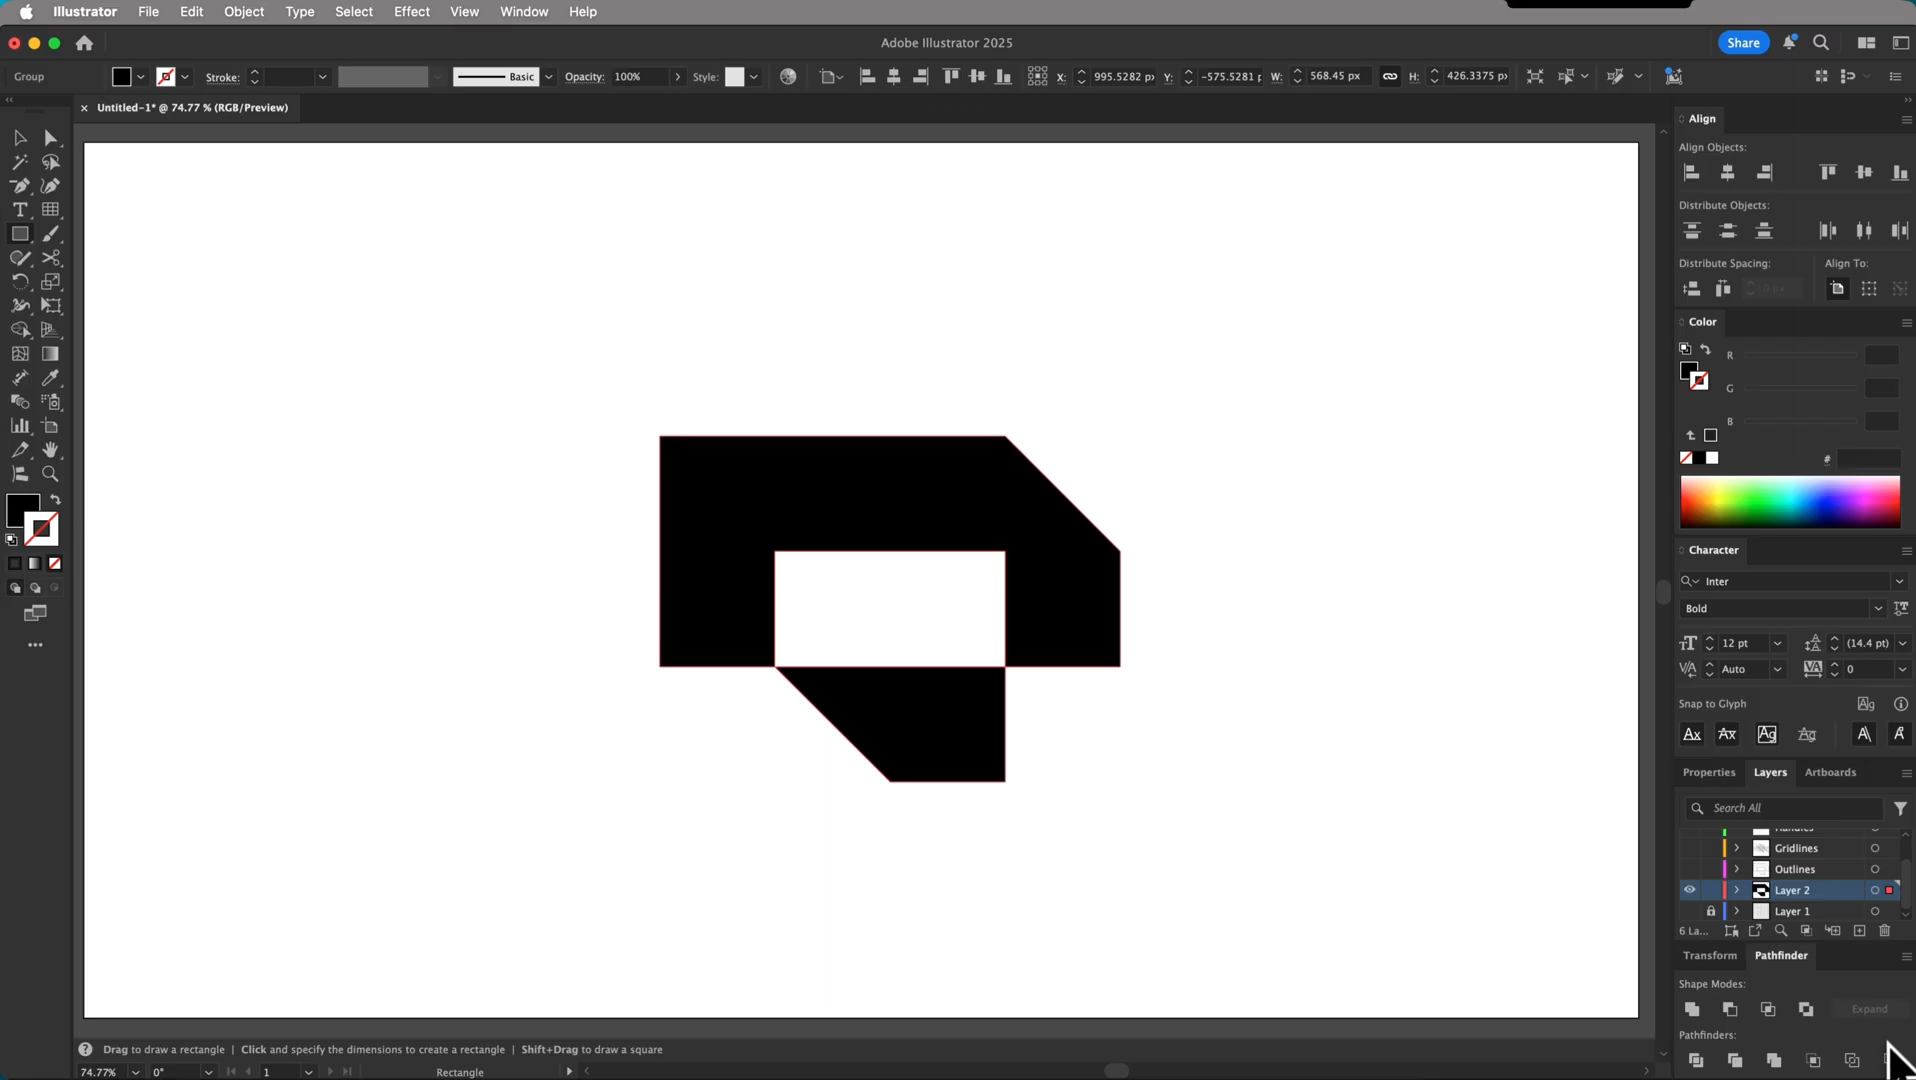 Illustrator File Edit Object Type Select Effect View Window Help
Adobe Illustrator 2025
Share
Group
Stroke:
Basic
Opacity: 100%
Style:
X: 995.5282 px
Y: -575.5281
W: 568.45 px
H: 426.3375 px
× Untitled-1* @ 74.77 % (RGB/Preview)
Align
Align Objects:
Distribute Objects:
Distribute Spacing:
Align To:
Color
R
G
B
#
Character
Inter
Bold
12 pt
(14.4 pt)
Auto
0
Snap to Glyph
Properties Layers Artboards
Search All
Gridlines
Outlines
Layer 2
Layer 1
6 La...
Transform Pathfinder
Shape Modes:
Expand
Pathfinders:
Drag to draw a rectangle | Click and specify the dimensions to create a rectangle | Shift+Drag to draw a square
74.77% 0° 1 Rectangle